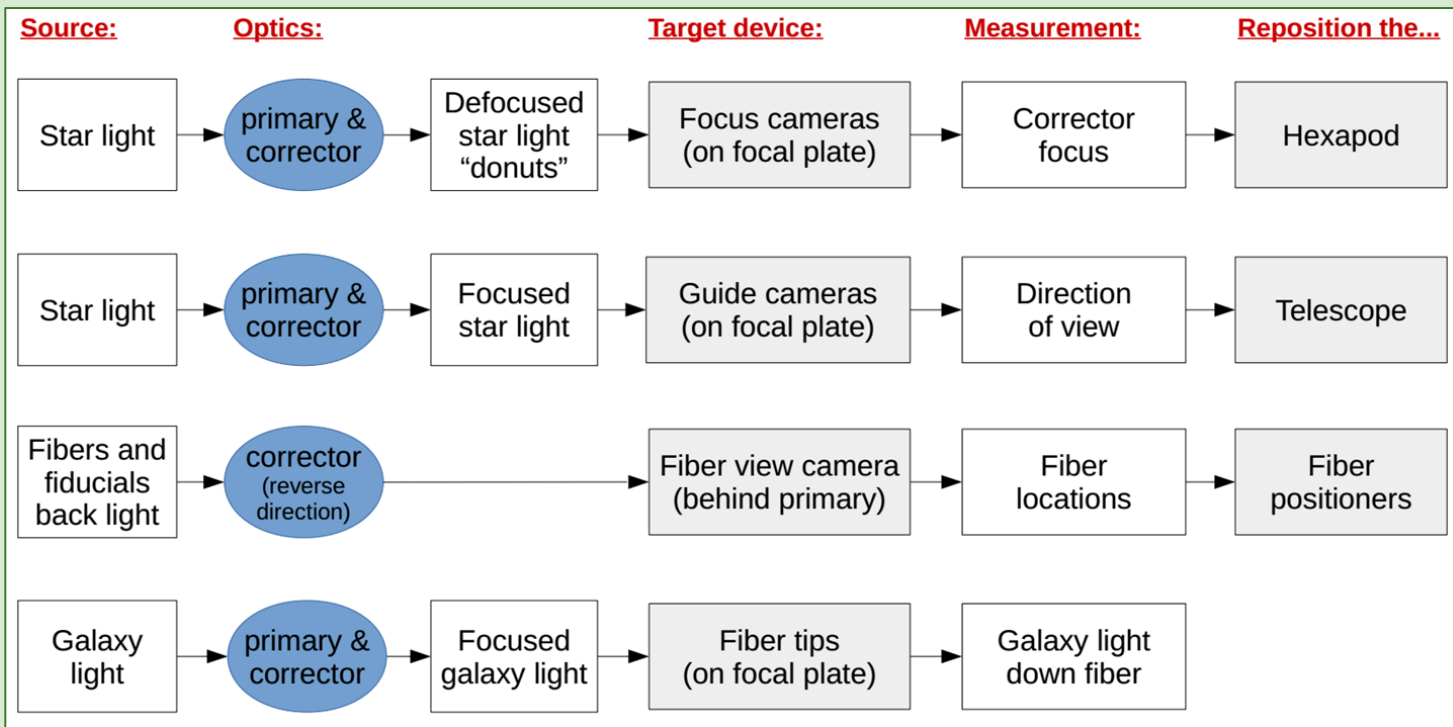 Source:
Optics:
Target device:
Measurement:
Reposition the...
Star light
primary &
corrector
Defocused
star light
“donuts”
Focus cameras
(on focal plate)
Corrector
focus
Hexapod
Star light
primary &
corrector
Focused
star light
Guide cameras
(on focal plate)
Direction
of view
Telescope
Fibers and
fiducials
back light
corrector
(reverse
direction)
Fiber view camera
(behind primary)
Fiber
locations
Fiber
positioners
Galaxy
light
primary &
corrector
Focused
galaxy light
Fiber tips
(on focal plate)
Galaxy light
down fiber